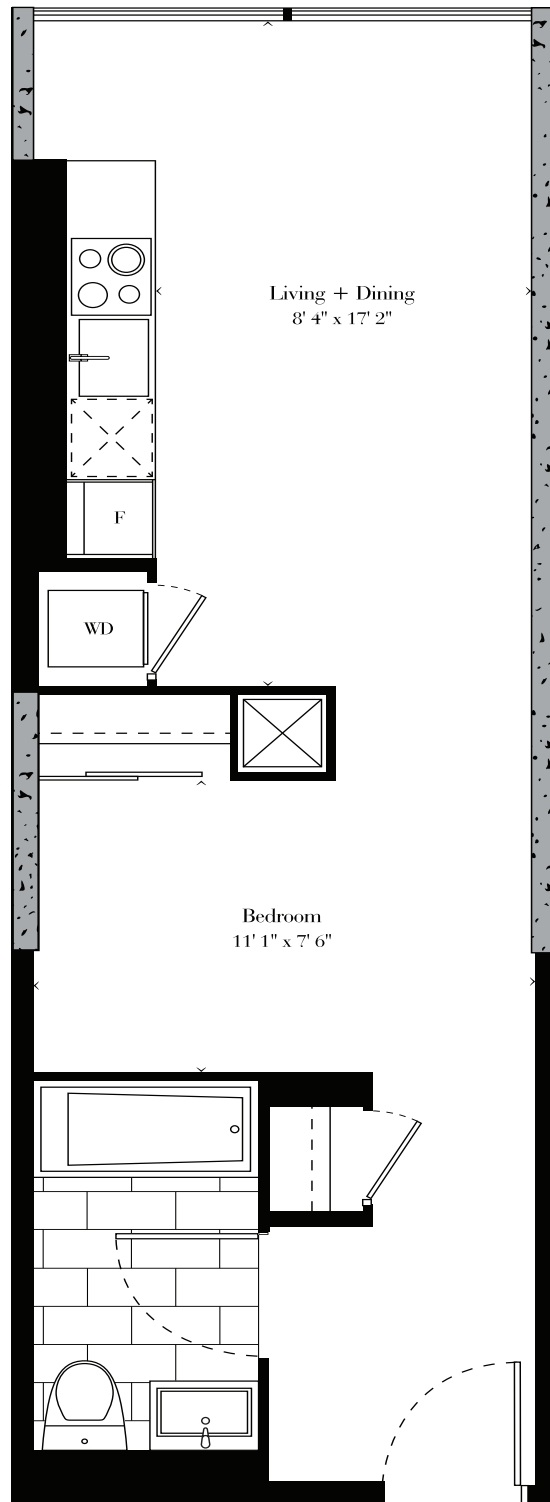 Living + Dining
8' 4" x 17' 2"
F
WD
Bedroom
11' 1" x 7' 6"